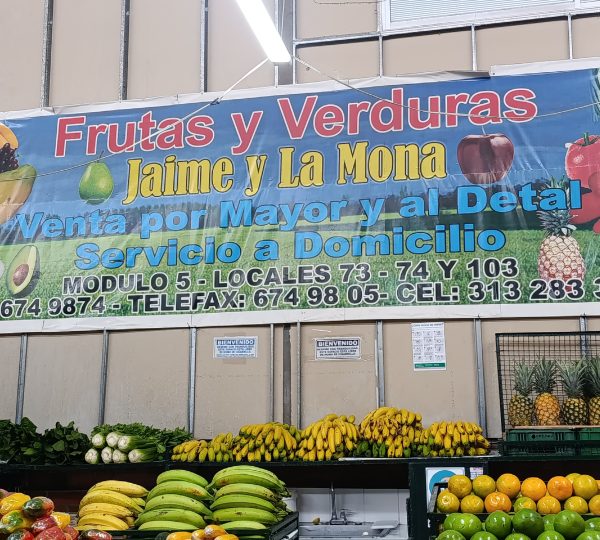 Frutas y Verduras
Jaime y La Mona
Venta por Mayor y al Detal
Servicio a Domicilio
MODULO 5 - LOCALES 73 - 74 Y 103
674 9874 - TELEFAX: 674 98 05- CEL: 313 283 3
BIENVENIDO
BIENVENIDO